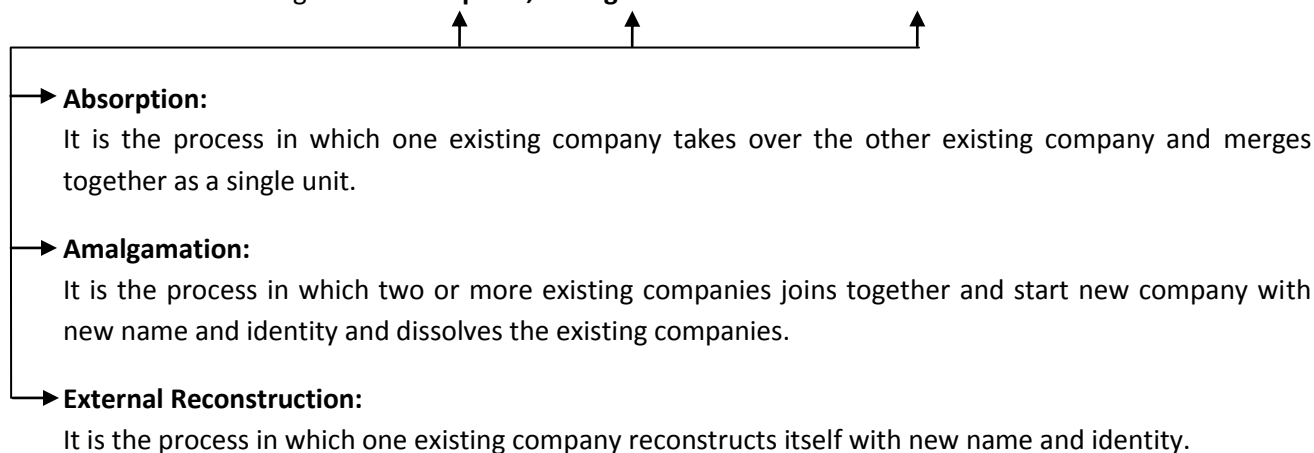 Absorption:
It is the process in which one existing company takes over the other existing company and merges
together as a single unit.
Amalgamation:
It is the process in which two or more existing companies joins together and start new company with
new name and identity and dissolves the existing companies.
External Reconstruction:
It is the process in which one existing company reconstructs itself with new name and identity.